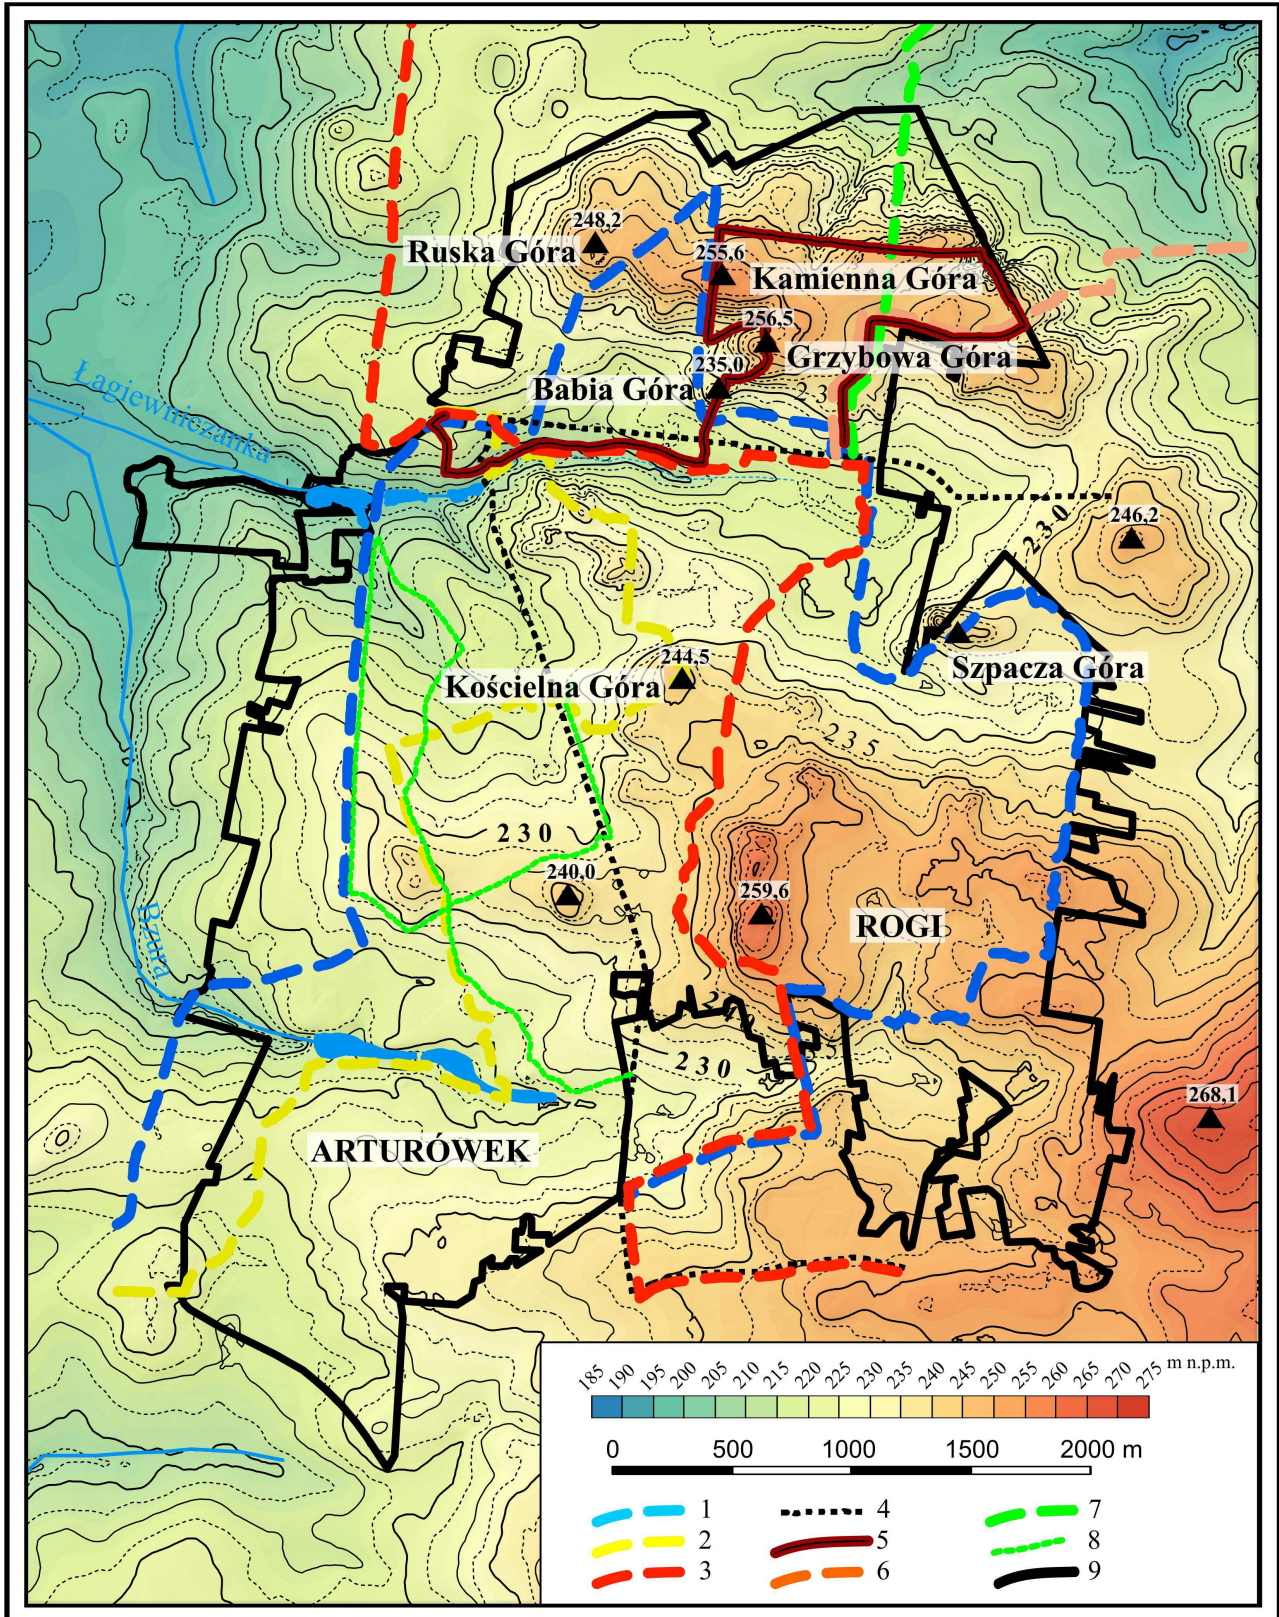 248,2
Ruska Góra
255,6
Kamienna Góra
256,5
Grzybowa Góra
235,0
Babia Góra
23
Łagiewniczanka
246,2
230
244,5
Kościelna Góra
Szpacza Góra
235
230
240,0
259,6
ROGI
Bzura
230
268,1
ARTURÓWEK
185 190 195 200 205 210 215 220 225 230 235 240 245 250 255 260 265 270 275 m n.p.m.
0 500 1000 1500 2000 m
1 4 7
2 5 8
3 6 9